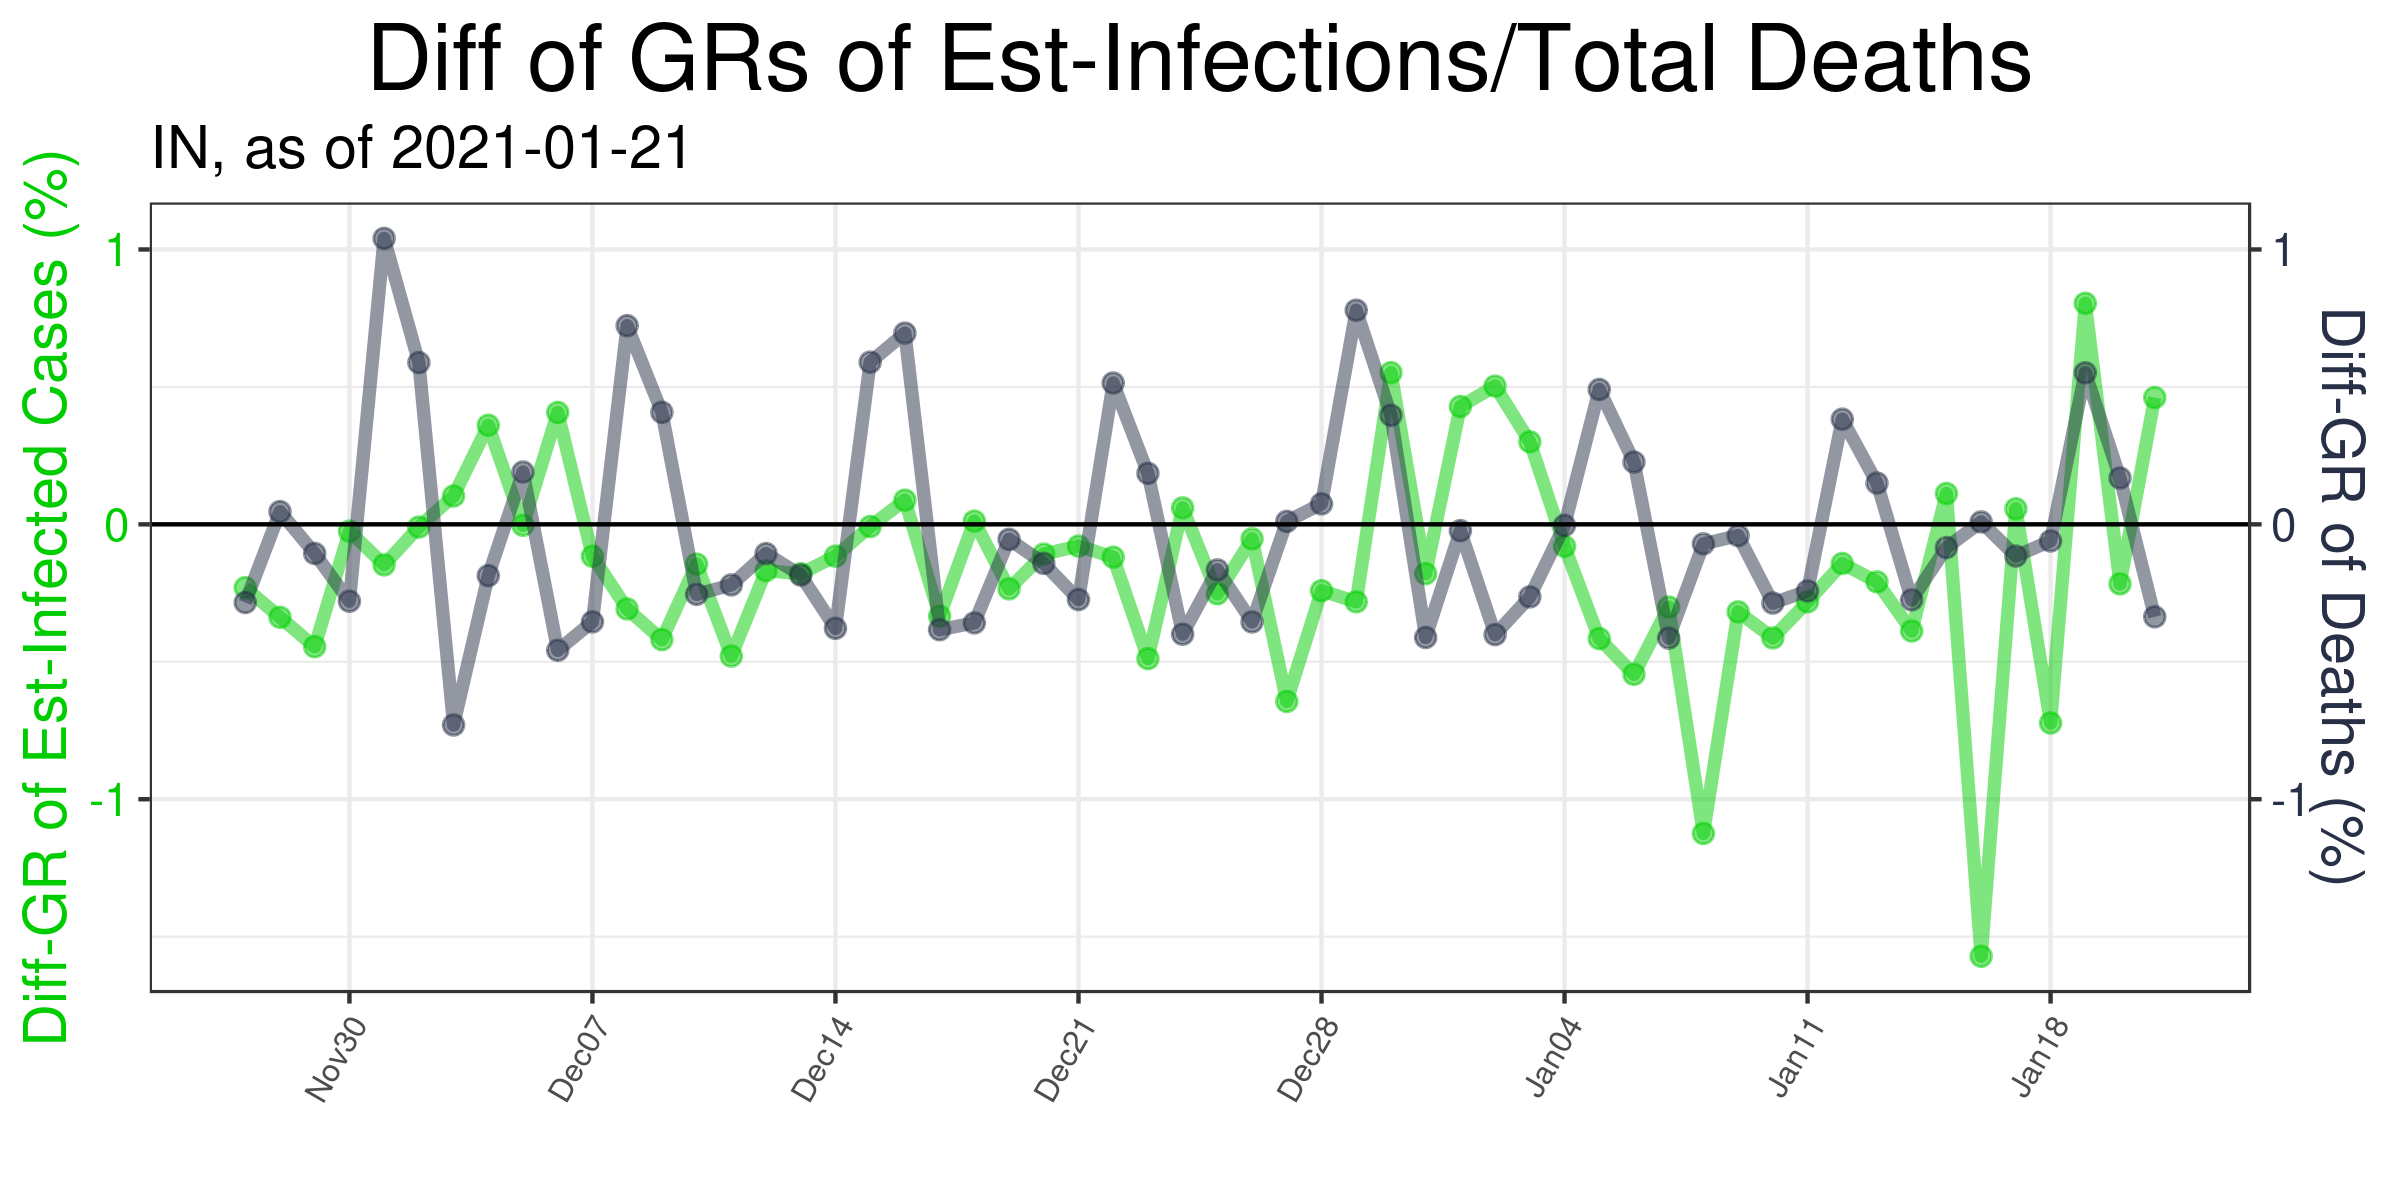 Diff of GRs of Est-Infections/Total Deaths
IN, as of 2021-01-21
Diff-GR of Est-Infected Cases (%)
1
0
-1
1
0
-1
Diff-GR of Deaths (%)
Nov30
Dec07
Dec14
Dec21
Dec28
Jan04
Jan11
Jan18